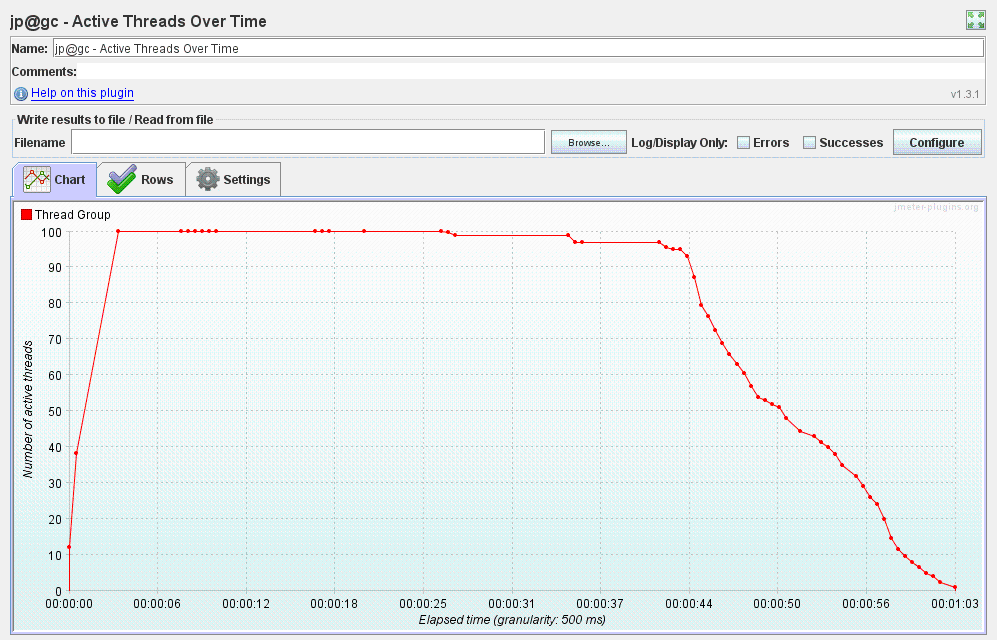 jp@gc - Active Threads Over Time
Name: jp@gc - Active Threads Over Time
Comments:
Help on this plugin
v1.3.1
Write results to file / Read from file
Filename Browse... Log/Display Only: Errors Successes Configure
Chart Rows Settings
jmeter-plugins.org
Thread Group
100
90
80
70
60
50
40
30
20
10
0
Number of active threads
00:00:00 00:00:06 00:00:12 00:00:18 00:00:25 00:00:31 00:00:37 00:00:44 00:00:50 00:00:56 00:01:03
Elapsed time (granularity: 500 ms)